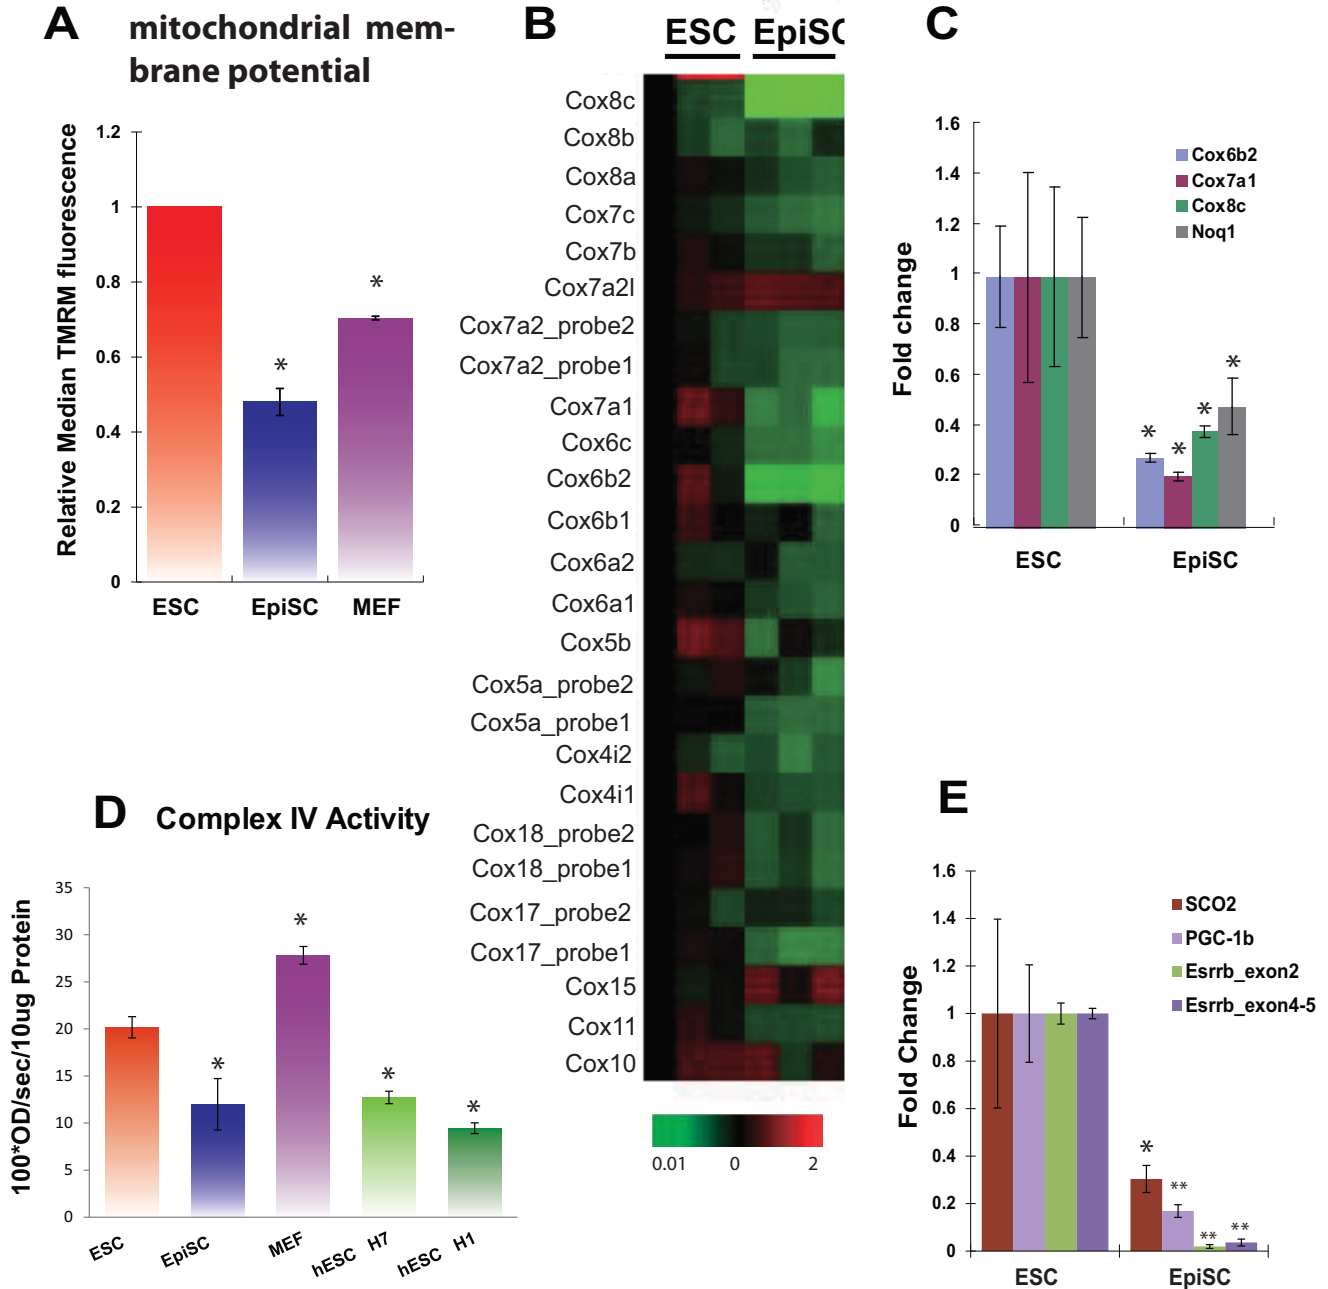 A
mitochondrial mem-
brane potential
Relative Median TMRM fluorescence
1.2
1
0.8
0.6
0.4
0.2
0
*
*
ESC EpiSC MEF
B
ESC EpiSC
Cox8c
Cox8b
Cox8a
Cox7c
Cox7b
Cox7a2l
Cox7a2_probe2
Cox7a2_probe1
Cox7a1
Cox6c
Cox6b2
Cox6b1
Cox6a2
Cox6a1
Cox5b
Cox5a_probe2
Cox5a_probe1
Cox4i2
Cox4i1
Cox18_probe2
Cox18_probe1
Cox17_probe2
Cox17_probe1
Cox15
Cox11
Cox10
0.01 0 2
C
Fold change
1.6
1.4
1.2
1
0.8
0.6
0.4
0.2
0
Cox6b2
Cox7a1
Cox8c
Noq1
* * * *
ESC EpiSC
D Complex IV Activity
100*OD/sec/10ug Protein
35
30
25
20
15
10
5
0
* * * *
ESC EpiSC MEF hESC H7 hESC H1
E
Fold Change
1.6
1.4
1.2
1
0.8
0.6
0.4
0.2
0
SCO2
PGC-1b
Esrrb_exon2
Esrrb_exon4-5
* ** ** **
ESC EpiSC